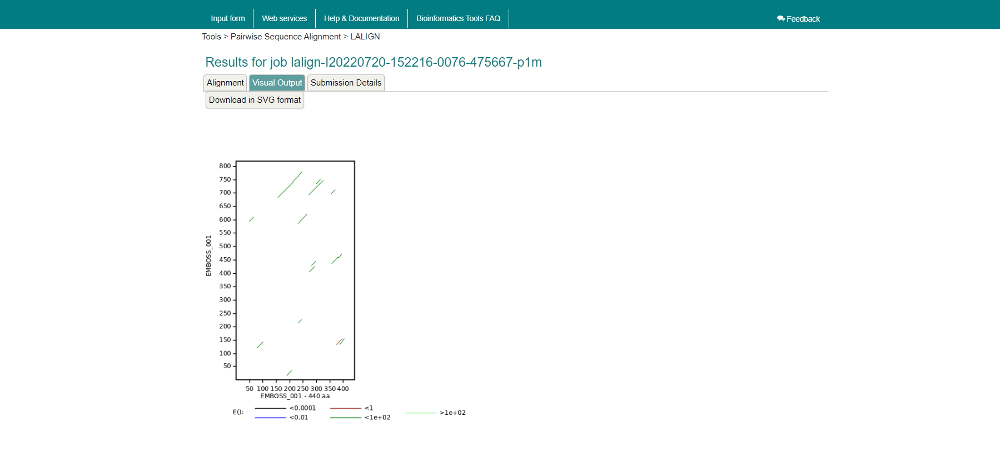 Input form
Web services
Help & Documentation
Bioinformatics Tools FAQ
Feedback
Tools > Pairwise Sequence Alignment > LALIGN
Results for job lalign-I20220720-152216-0076-475667-p1m
Alignment
Visual Output
Submission Details
Download in SVG format
800
750
700
650
600
550
500
450
400
350
300
250
200
150
100
50
EMBOSS_001
50 100 150 200 250 300 350 400
EMBOSS_001 - 440 aa
E():
<0.0001
<0.01
<1
<1e+02
>1e+02